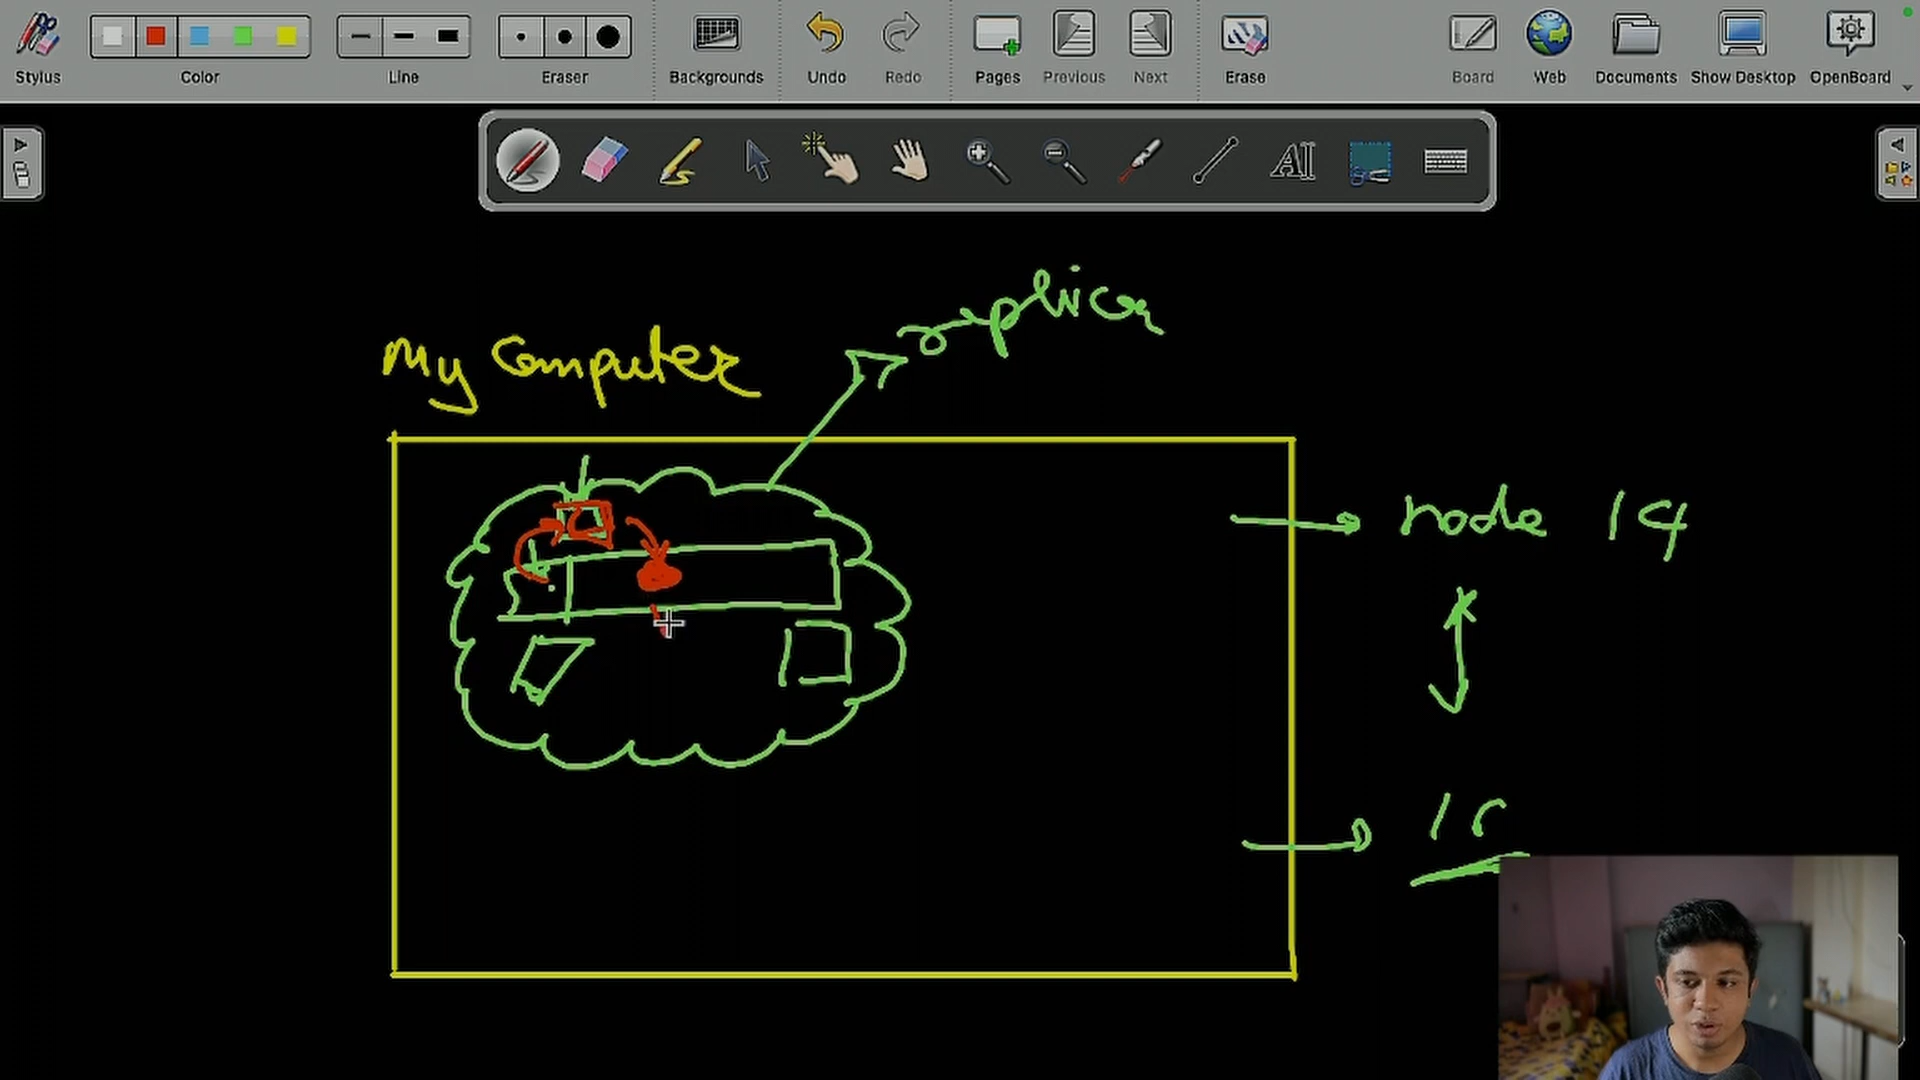 Stylus Color Line Eraser Backgrounds Undo Redo Pages Previous Next Erase Board Web Documents Show Desktop OpenBoard
replica
My Computer
node 14